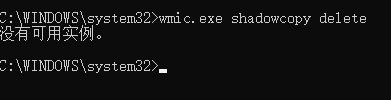 C:\WINDOWS\system32>wmic.exe shadowcopy delete
没有可用实例。
C:\WINDOWS\system32>